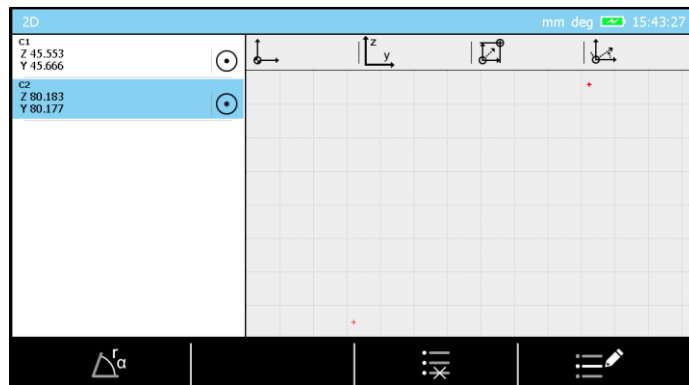 2D
mm deg 15:43:27
C1
Z 45.553
Y 45.666
C2
Z 80.183
Y 80.177
z
y
r
α